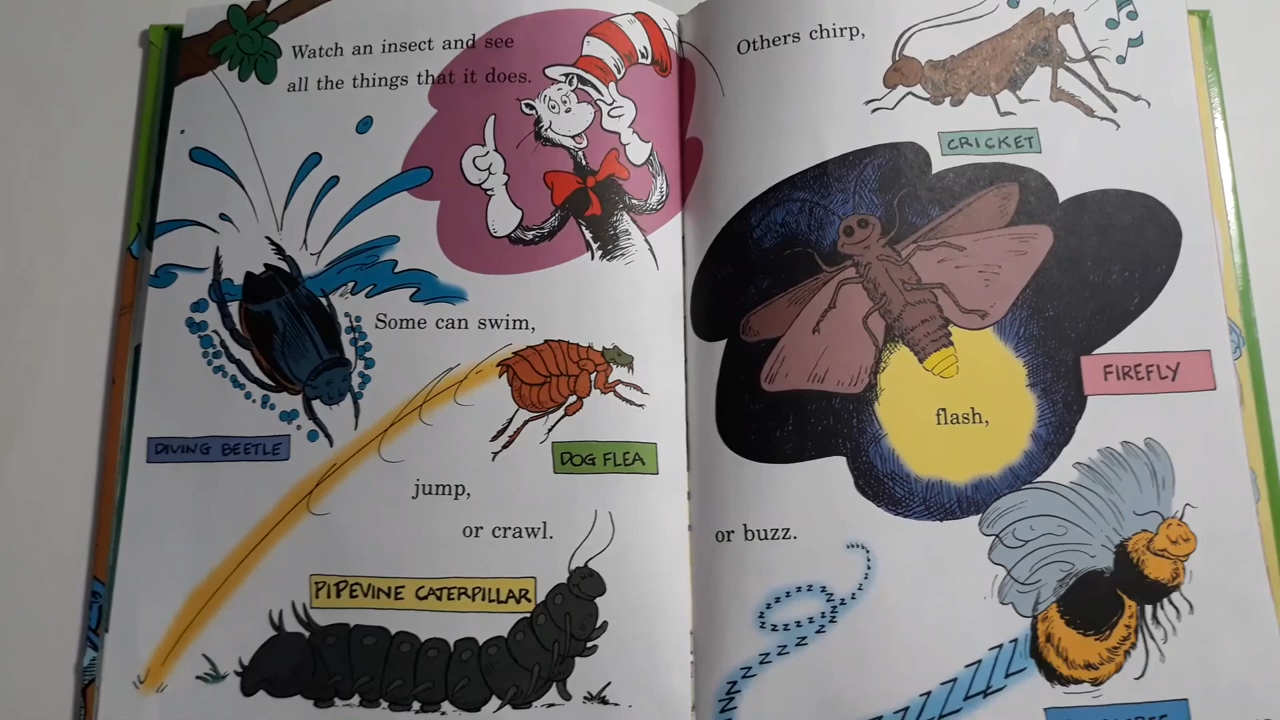 Watch an insect and see
all the things that it does.
Some can swim,
DIVING BEETLE
DOG FLEA
jump,
or crawl.
PIPEVINE CATERPILLAR
Others chirp,
CRICKET
FIREFLY
flash,
or buzz.